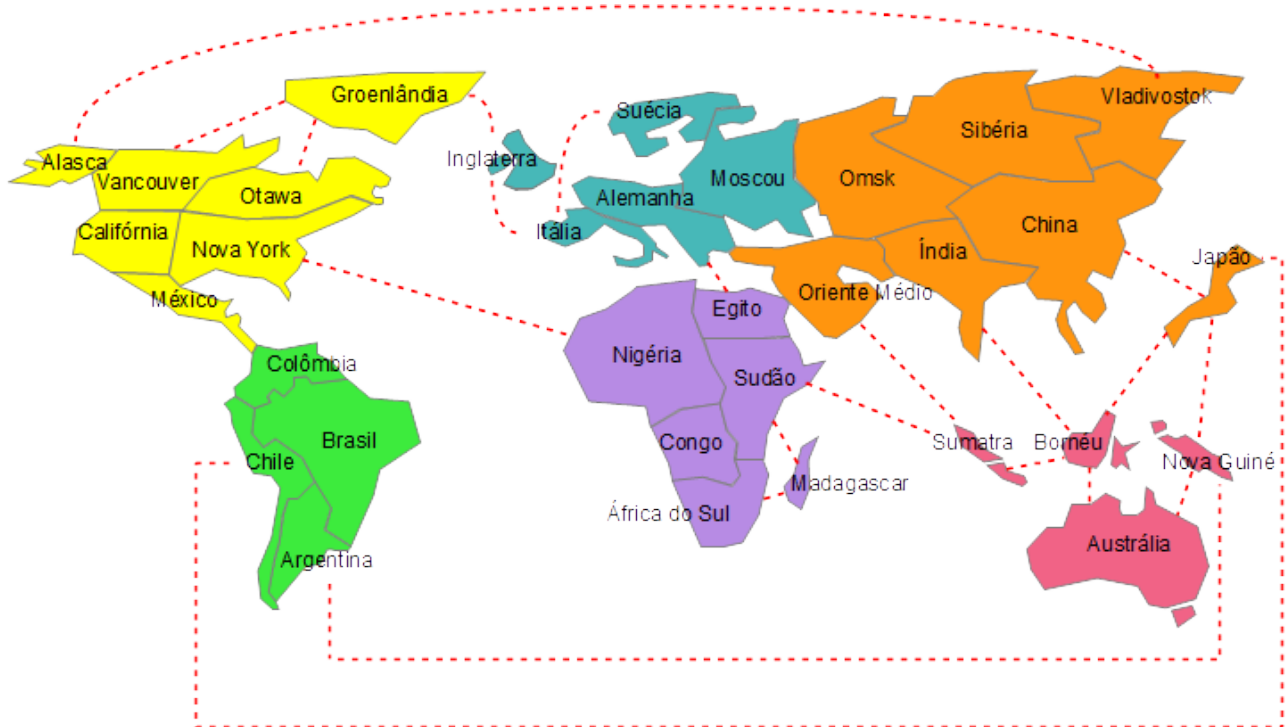 Groenlândia
Suécia
Vladivostok
Sibéria
Alasca
Vancouver
Otawa
Inglaterra
Moscou
Omsk
Alemanha
Califórnia
Nova York
Itália
China
Índia
Japão
México
Oriente Médio
Egito
Colômbia
Nigéria
Sudão
Brasil
Congo
Sumatra
Bornéu
Nova Guiné
Chile
Madagascar
África do Sul
Austrália
Argentina